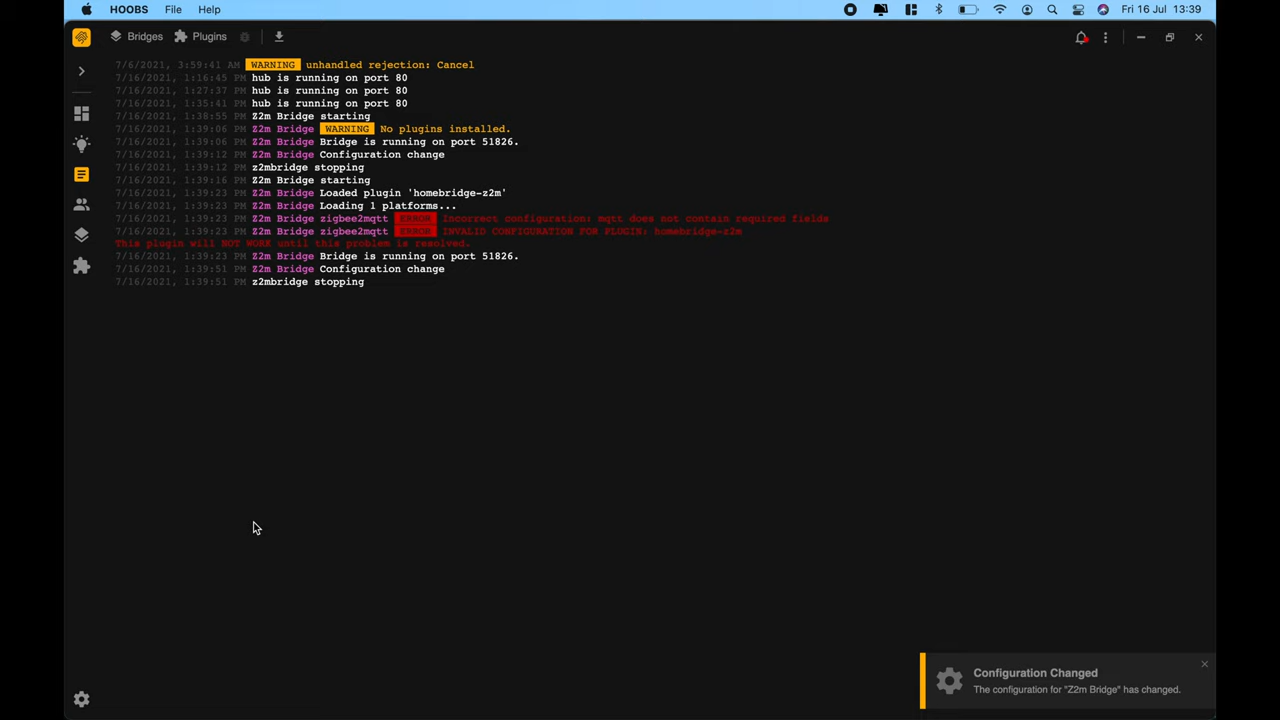 HOOBS File Help Fri 16 Jul 13:39
Bridges Plugins
7/6/2021, 3:59:41 AM WARNING unhandled rejection: Cancel
7/16/2021, 1:16:45 PM hub is running on port 80
7/16/2021, 1:27:37 PM hub is running on port 80
7/16/2021, 1:35:41 PM hub is running on port 80
7/16/2021, 1:38:55 PM Z2m Bridge starting
7/16/2021, 1:39:06 PM Z2m Bridge WARNING No plugins installed.
7/16/2021, 1:39:06 PM Z2m Bridge Bridge is running on port 51826.
7/16/2021, 1:39:12 PM Z2m Bridge Configuration change
7/16/2021, 1:39:12 PM z2mbridge stopping
7/16/2021, 1:39:16 PM Z2m Bridge starting
7/16/2021, 1:39:23 PM Z2m Bridge Loaded plugin 'homebridge-z2m'
7/16/2021, 1:39:23 PM Z2m Bridge Loading 1 platforms...
7/16/2021, 1:39:23 PM Z2m Bridge zigbee2mqtt ERROR Incorrect configuration: mqtt does not contain required fields
7/16/2021, 1:39:23 PM Z2m Bridge zigbee2mqtt ERROR INVALID CONFIGURATION FOR PLUGIN: homebridge-z2m
This plugin will NOT WORK until this problem is resolved.
7/16/2021, 1:39:23 PM Z2m Bridge Bridge is running on port 51826.
7/16/2021, 1:39:51 PM Z2m Bridge Configuration change
7/16/2021, 1:39:51 PM z2mbridge stopping
Configuration Changed
The configuration for "Z2m Bridge" has changed.